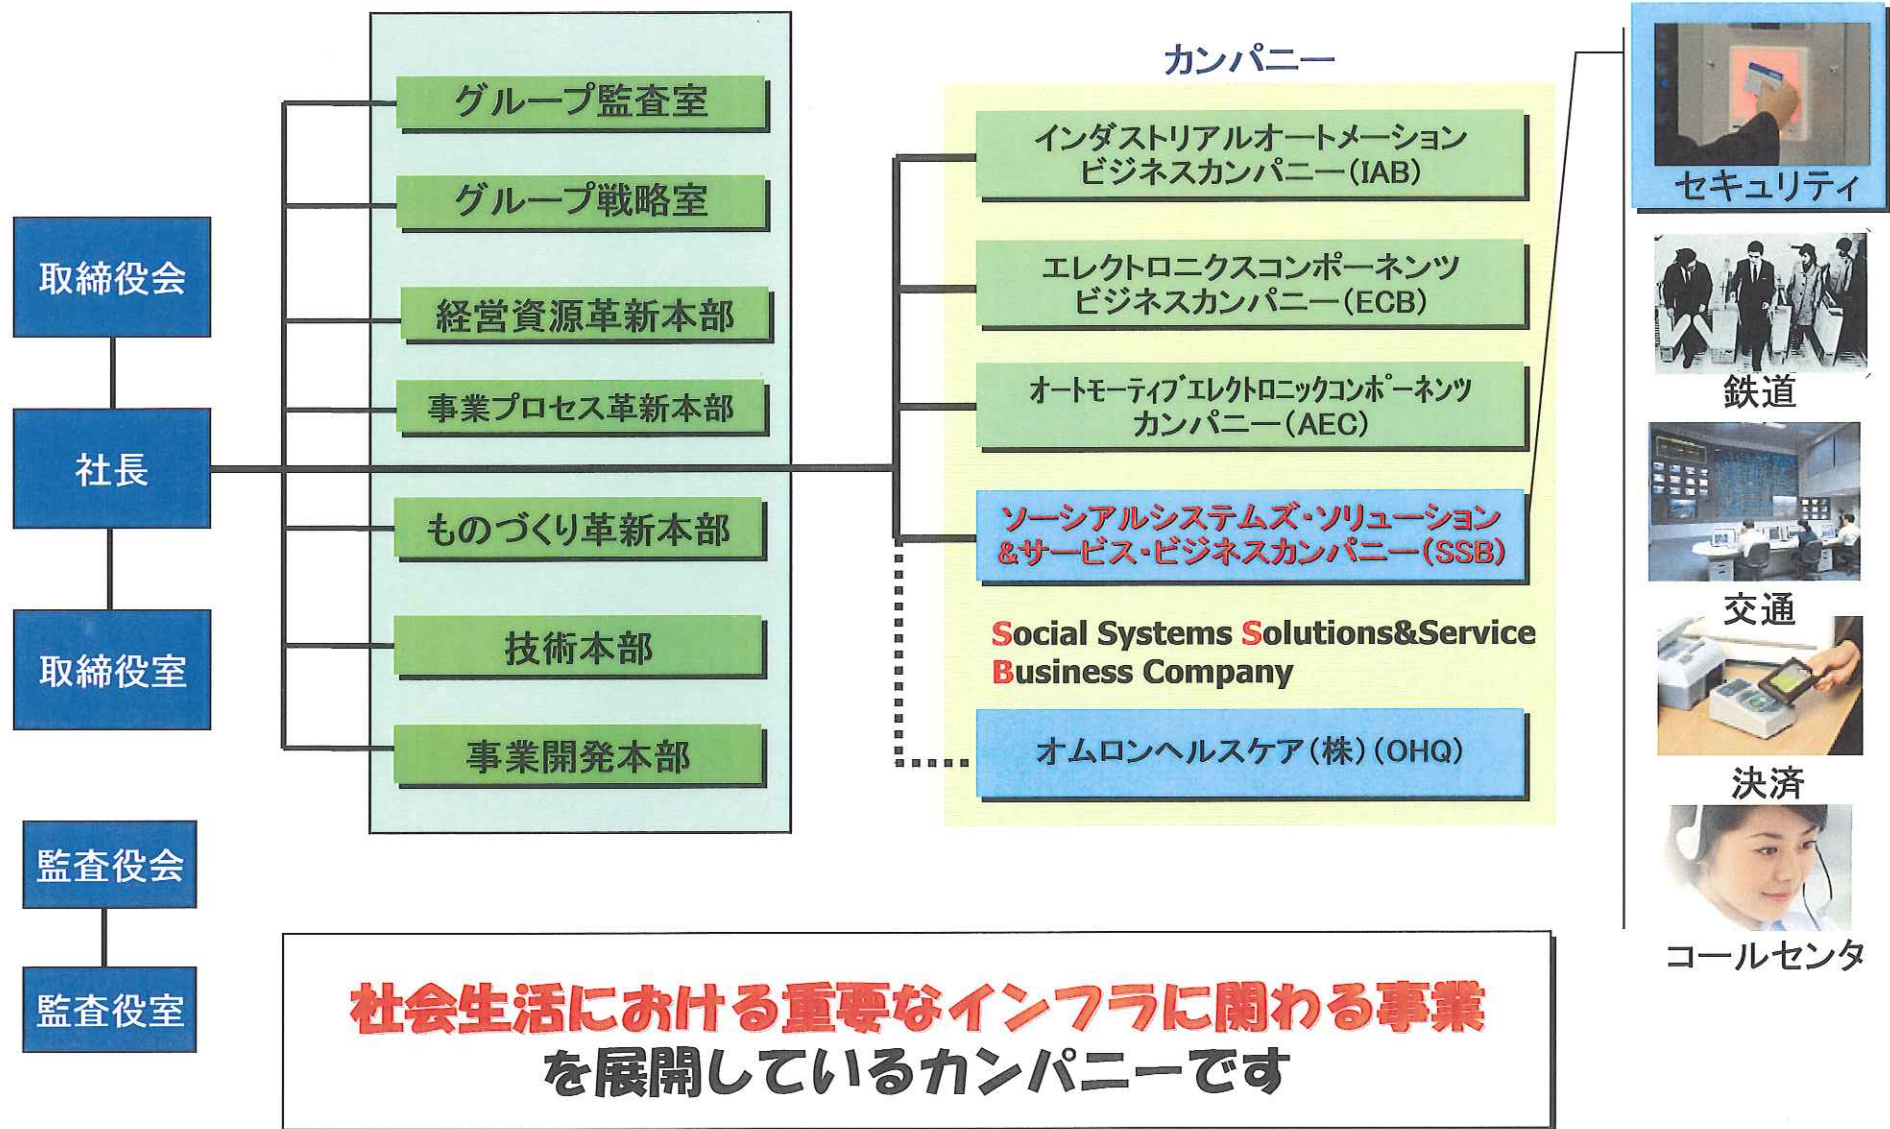 取締役会
社長
取締役室
監査役会
監査役室
グループ監査室
グループ戦略室
経営資源革新本部
事業プロセス革新本部
ものづくり革新本部
技術本部
事業開発本部
カンパニー
インダストリアルオートメーション
ビジネスカンパニー(IAB)
エレクトロニクスコンポーネンツ
ビジネスカンパニー(ECB)
オートモーティブエレクトロニックコンポーネンツ
カンパニー(AEC)
ソーシアルシステムズ・ソリューション
&サービス・ビジネスカンパニー(SSB)
Social Systems Solutions&Service
Business Company
オムロンヘルスケア(株)(OHQ)
セキュリティ
鉄道
交通
決済
コールセンタ
社会生活における重要なインフラに関わる事業
を展開しているカンパニーです